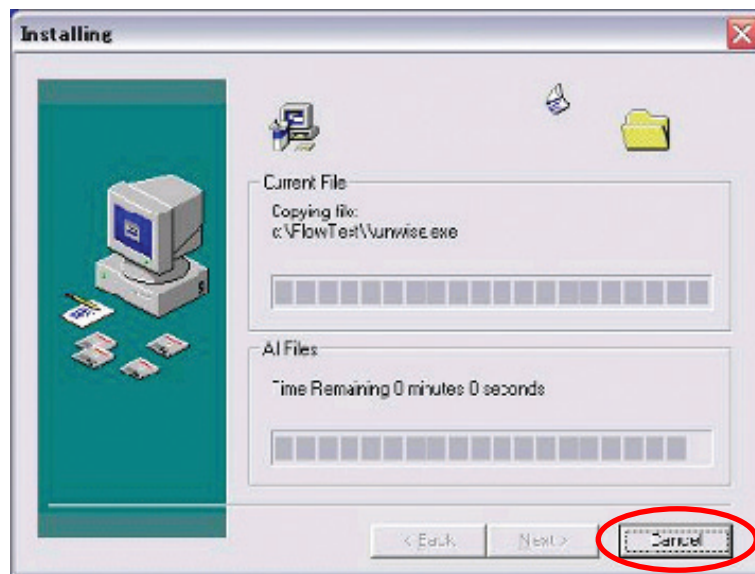 Installing
Current File
Copying file:
c:\FlowTest\\unwise.exe
All Files
Time Remaining 0 minutes 0 seconds
< Back
Next >
Cancel